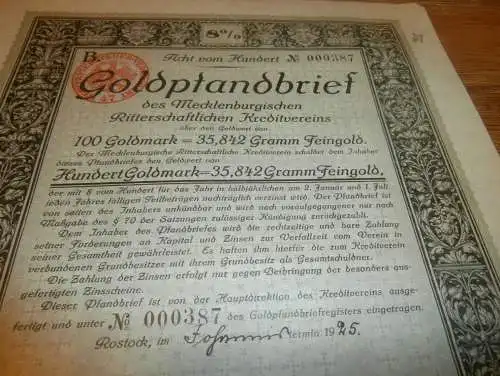 8%
B. Acht vom Hundert № 000387
Goldpfandbrief
des Mecklenburgischen
Ritterschaftlichen Kreditvereins
über den Goldwert von
100 Goldmark = 35,842 Gramm Feingold.
Der Mecklenburgische Ritterschaftliche Kreditverein schuldet dem Inhaber
dieses Pfandbriefes den Goldwert von
Hundert Goldmark = 35,842 Gramm Feingold,
der mit 8 vom Hundert für das Jahr in halbjährlichen am 2. Januar und 1. Juli
jeden Jahres fälligen Teilbeträgen nachträglich verzinst wird. Der Pfandbrief ist
von seiten des Inhabers unkündbar und wird nach voraufgegangener nur nach
Maßgabe des § 70 der Satzungen zulässiger Kündigung zurückgezahlt.
Dem Inhaber des Pfandbriefes wird die rechtzeitige und bare Zahlung
seiner Forderungen an Kapital und Zinsen zur Verfallzeit vom Verein in
seiner Gesamtheit gewährleistet. Es haften ihm hierfür die zum Kreditverein
verbundenen Grundbesitzer mit ihrem Grundbesitz als Gesamtschuldner.
Die Zahlung der Zinsen erfolgt nur gegen Beibringung der besonders aus-
gefertigten Zinsscheine.
Dieser Pfandbrief ist von der Hauptdirektion des Kreditvereins ausge-
fertigt und unter № 000387 des Goldpfandbriefregisters eingetragen.
Rostock, im Johannis Termin 1925.